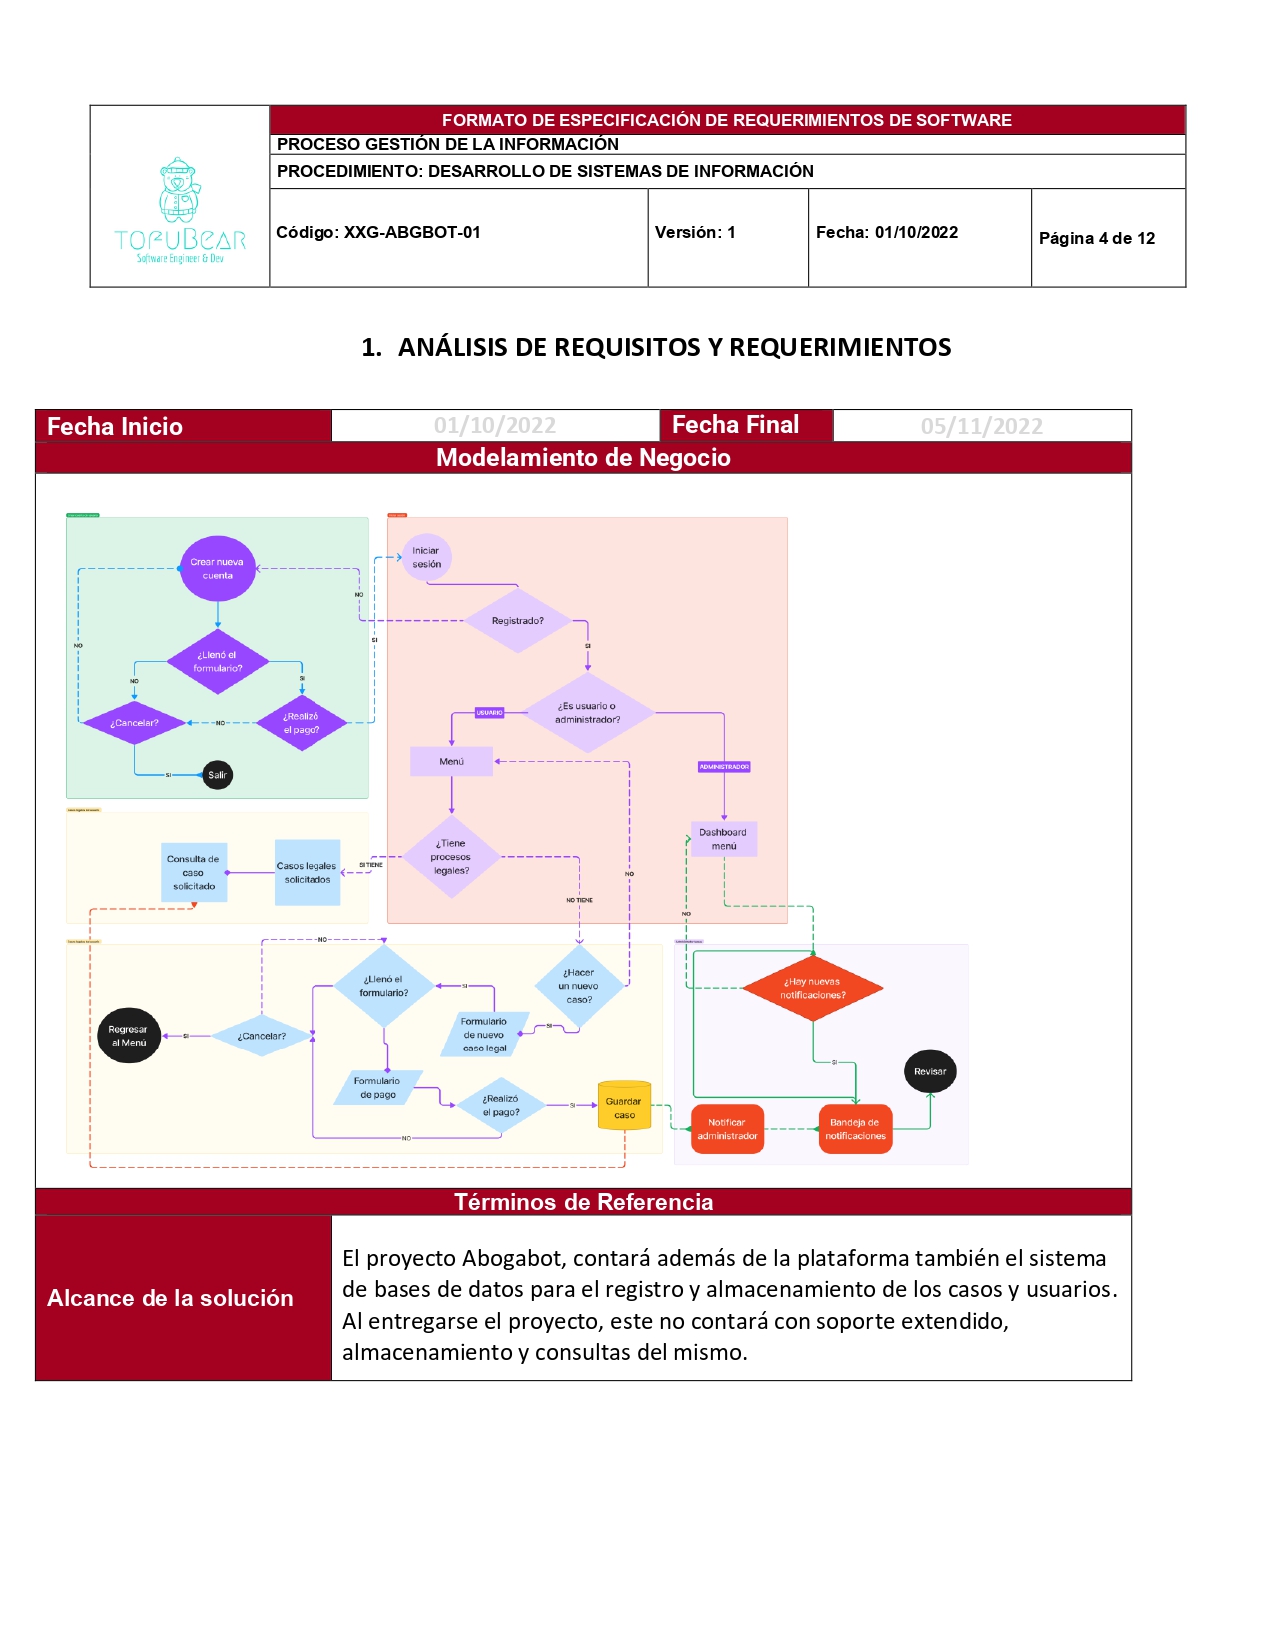 FORMATO DE ESPECIFICACIÓN DE REQUERIMIENTOS DE SOFTWARE
PROCESO GESTIÓN DE LA INFORMACIÓN
PROCEDIMIENTO: DESARROLLO DE SISTEMAS DE INFORMACIÓN
TOFUBEAR
Software Engineer & Dev
Código: XXG-ABGBOT-01
Versión: 1
Fecha: 01/10/2022
Página 4 de 12
1. ANÁLISIS DE REQUISITOS Y REQUERIMIENTOS
Fecha Inicio
01/10/2022
Fecha Final
05/11/2022
Modelamiento de Negocio
Crear nueva
cuenta
¿Llenó el
formulario?
NO
NO
SI
¿Cancelar?
NO
¿Realizó
el pago?
SI
Salir
NO
SI
Iniciar
sesión
Registrado?
SI
¿Es usuario o
administrador?
USUARIO
ADMINISTRADOR
Menú
Dashboard
menú
¿Tiene
procesos
legales?
SI TIENE
NO TIENE
NO
NO
Consulta de
caso
solicitado
Casos legales
solicitados
NO
¿Llenó el
formulario?
SI
¿Hacer
un nuevo
caso?
SI
Formulario
de nuevo
caso legal
Regresar
al Menú
SI
¿Cancelar?
Formulario
de pago
¿Realizó
el pago?
SI
NO
Guardar
caso
¿Hay nuevas
notificaciones?
SI
Revisar
Notificar
administrador
Bandeja de
notificaciones
Términos de Referencia
Alcance de la solución
El proyecto Abogabot, contará además de la plataforma también el sistema
de bases de datos para el registro y almacenamiento de los casos y usuarios.
Al entregarse el proyecto, este no contará con soporte extendido,
almacenamiento y consultas del mismo.